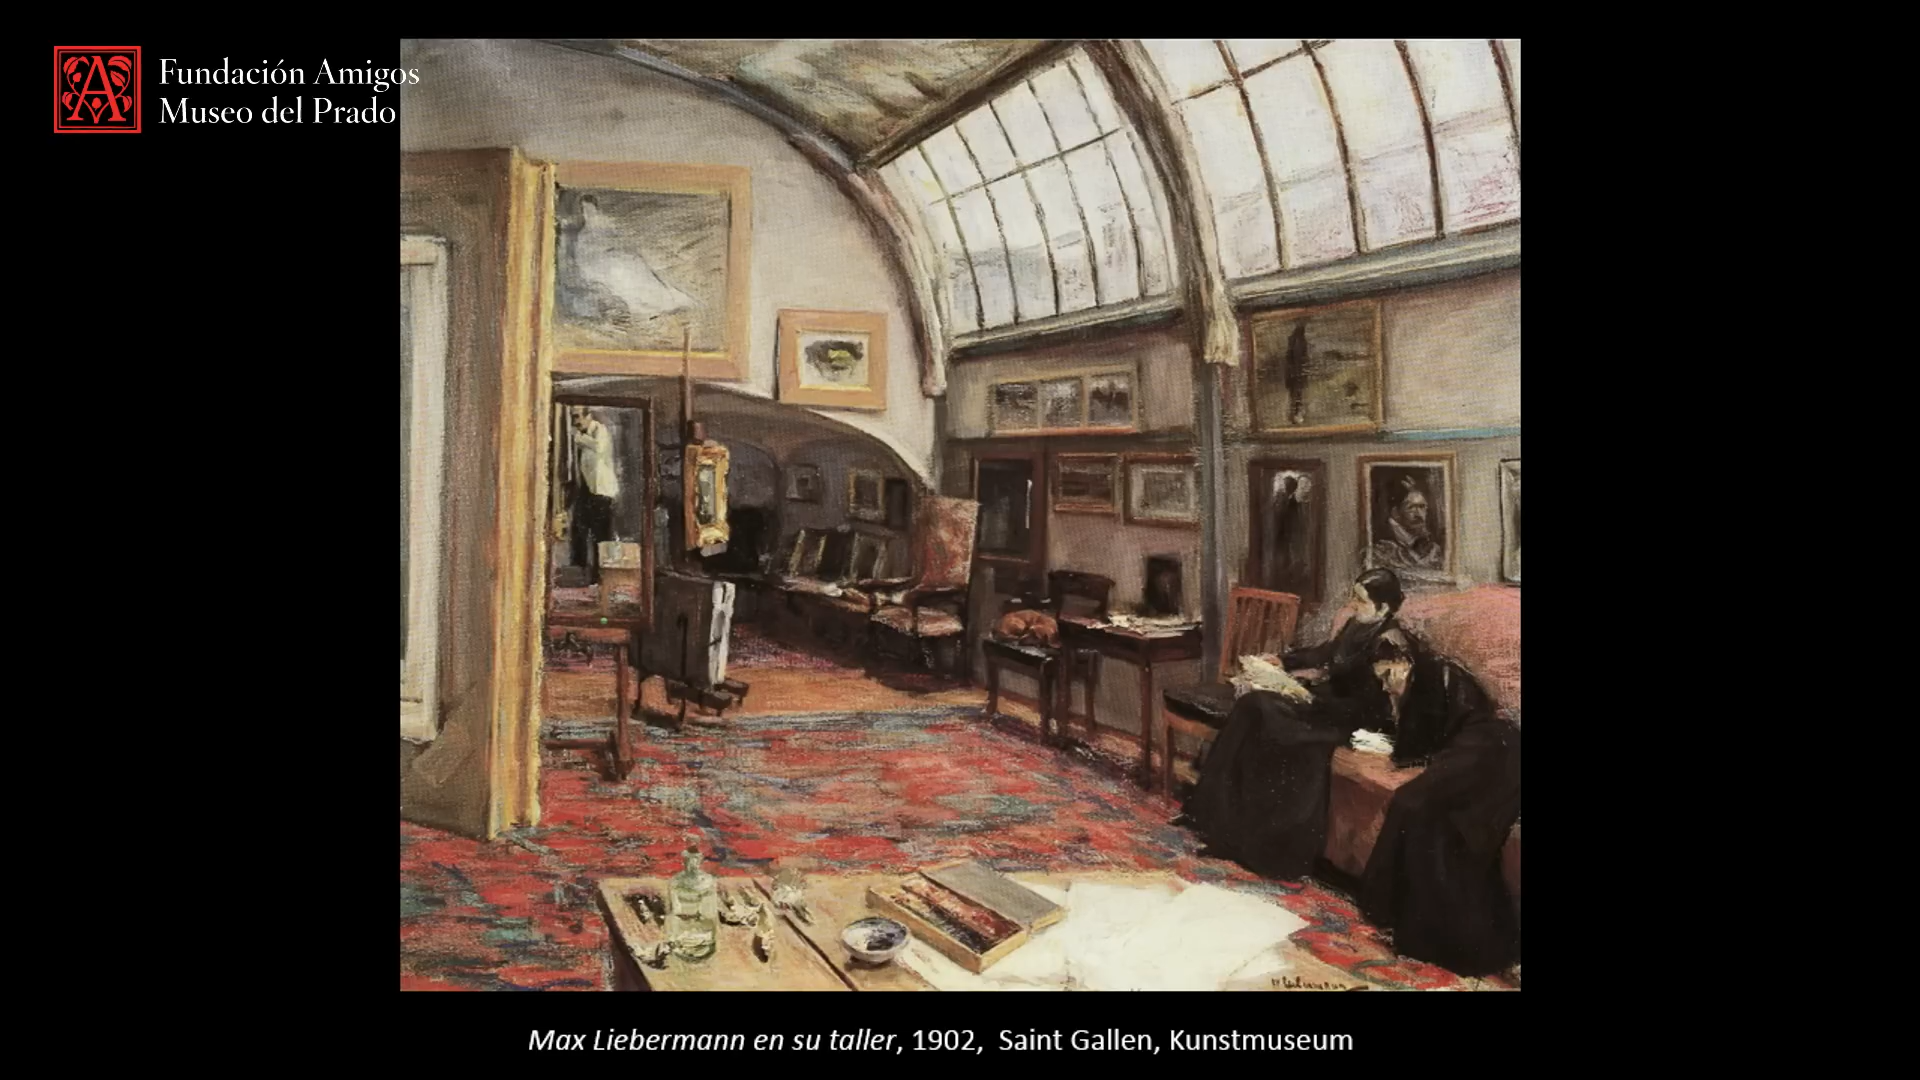 Fundación Amigos
Museo del Prado
Max Liebermann en su taller, 1902, Saint Gallen, Kunstmuseum